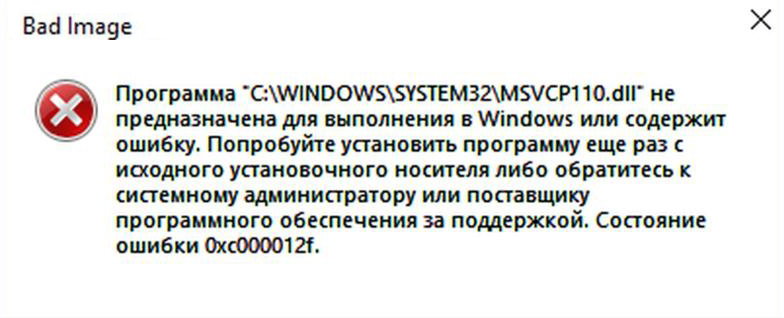 Bad Image
Программа "C:\WINDOWS\SYSTEM32\MSVCP110.dll" не
предназначена для выполнения в Windows или содержит
ошибку. Попробуйте установить программу еще раз с
исходного установочного носителя либо обратитесь к
системному администратору или поставщику
программного обеспечения за поддержкой. Состояние
ошибки 0xc000012f.